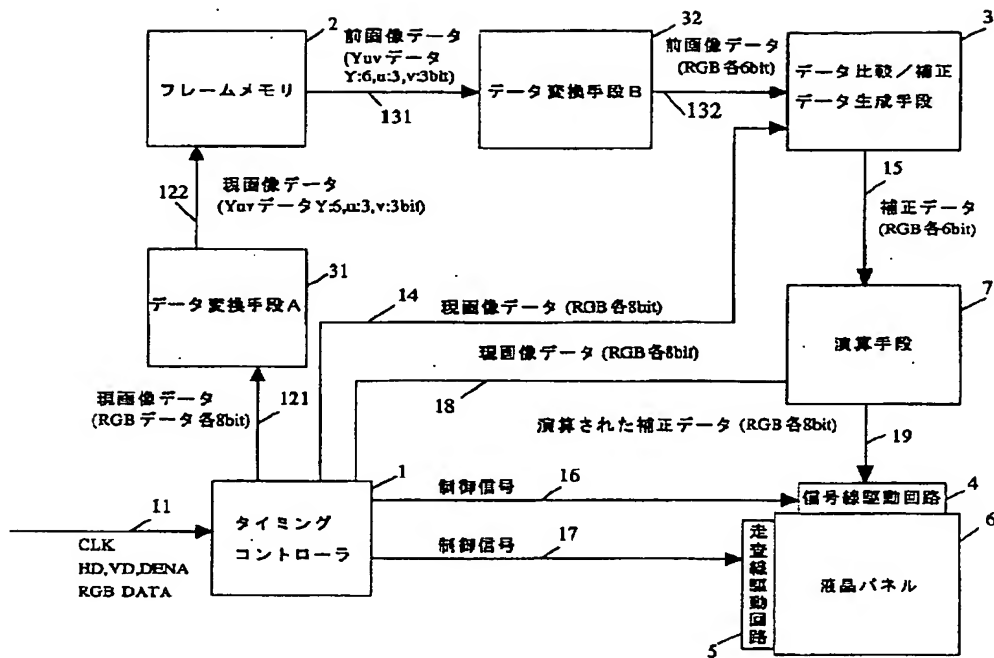 2
フレームメモリ
前画像データ
(Yuvデータ
Y:6,u:3,v:3bit)
131
32
データ変換手段B
前画像データ
(RGB各6bit)
132
3
データ比較／補正
データ生成手段
122
現画像データ
(YuvデータY:6,u:3,v:3bit)
15
補正データ
(RGB各6bit)
31
データ変換手段A
14
現画像データ(RGB各8bit)
7
演算手段
現画像データ(RGB各8bit)
18
現画像データ
(RGBデータ各8bit)
121
演算された補正データ(RGB各8bit)
19
1
タイミング
コントローラ
制御信号
16
信号線駆動回路
4
11
CLK
HD,VD,DENA
RGB DATA
制御信号
17
走査線駆動回路
5
液晶パネル
6